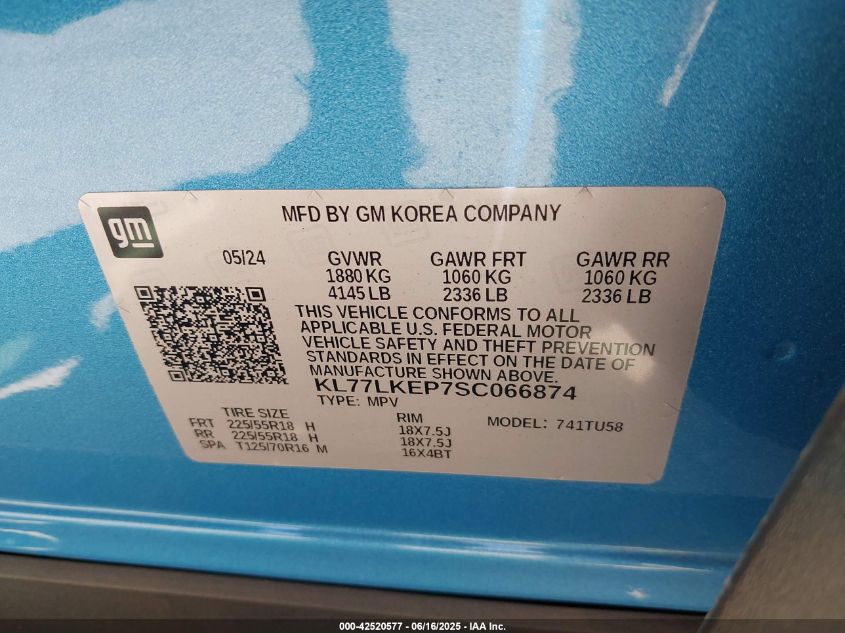 gm
MFD BY GM KOREA COMPANY
05/24 GVWR GAWR FRT GAWR RR
1880 KG 1060 KG 1060 KG
4145 LB 2336 LB 2336 LB
THIS VEHICLE CONFORMS TO ALL
APPLICABLE U.S. FEDERAL MOTOR
VEHICLE SAFETY AND THEFT PREVENTION
STANDARDS IN EFFECT ON THE DATE OF
MANUFACTURE SHOWN ABOVE.
KL77LKEP7SC066874
TYPE: MPV
TIRE SIZE RIM MODEL: 741TU58
FRT 225/55R18 H 18X7.5J
RR 225/55R18 H 18X7.5J
SPA T125/70R16 M 16X4BT
000-42520577 - 06/16/2025 - IAA Inc.